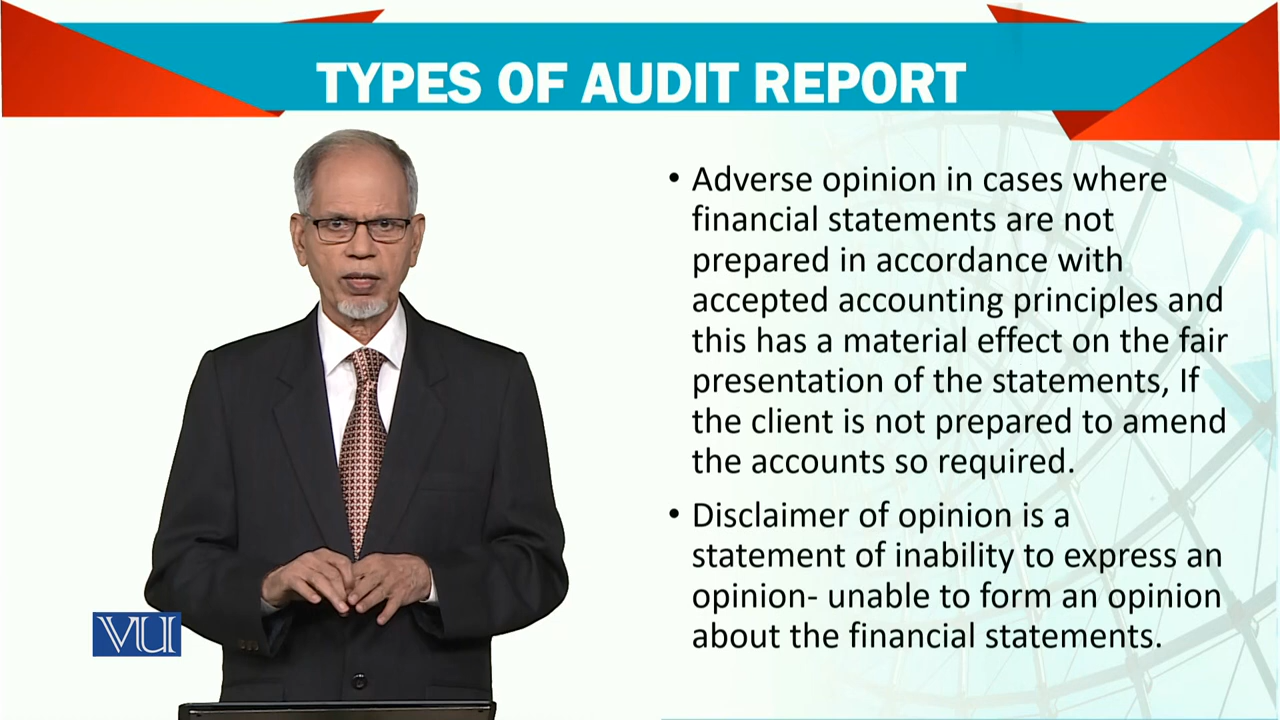 TYPES OF AUDIT REPORT
• Adverse opinion in cases where
financial statements are not
prepared in accordance with
accepted accounting principles and
this has a material effect on the fair
presentation of the statements, If
the client is not prepared to amend
the accounts so required.
• Disclaimer of opinion is a
statement of inability to express an
opinion- unable to form an opinion
about the financial statements.
VU